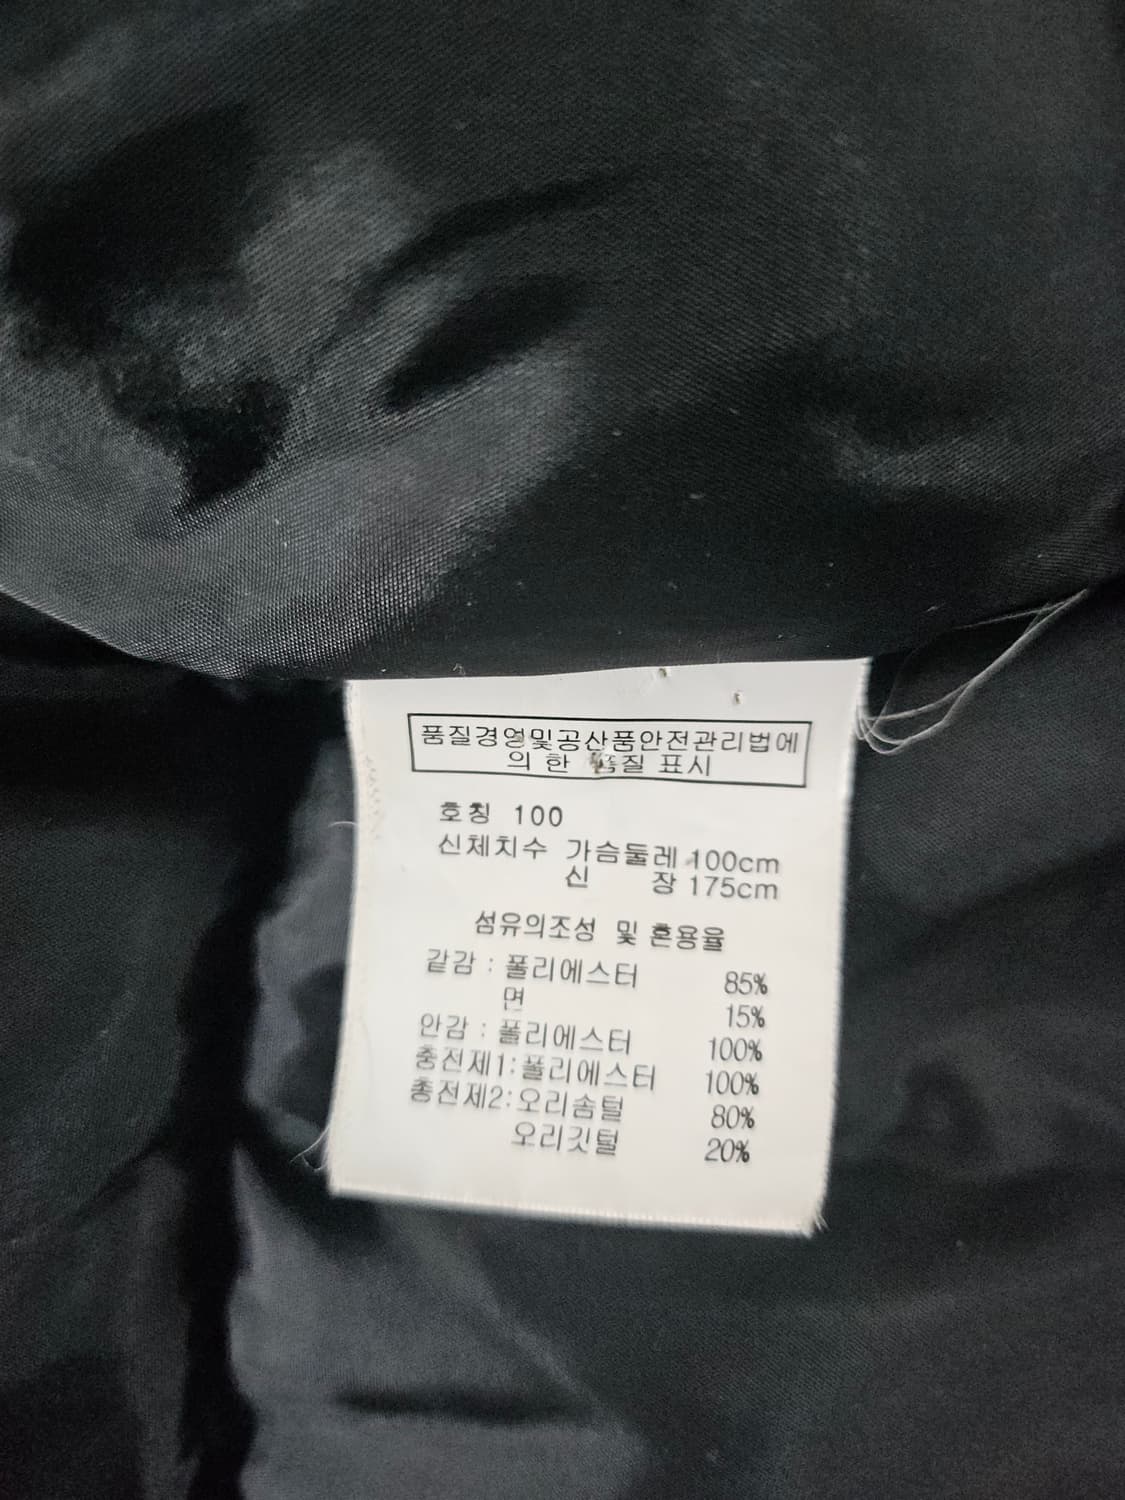 품질경영및공산품안전관리법에
의 한 품질 표시
호칭 100
신체치수 가슴둘레 100cm
신 장 175cm
섬유의조성 및 혼용율
겉감 : 폴리에스터 85%
면 15%
안감 : 폴리에스터 100%
충전제1:폴리에스터 100%
충전제2:오리솜털 80%
오리깃털 20%